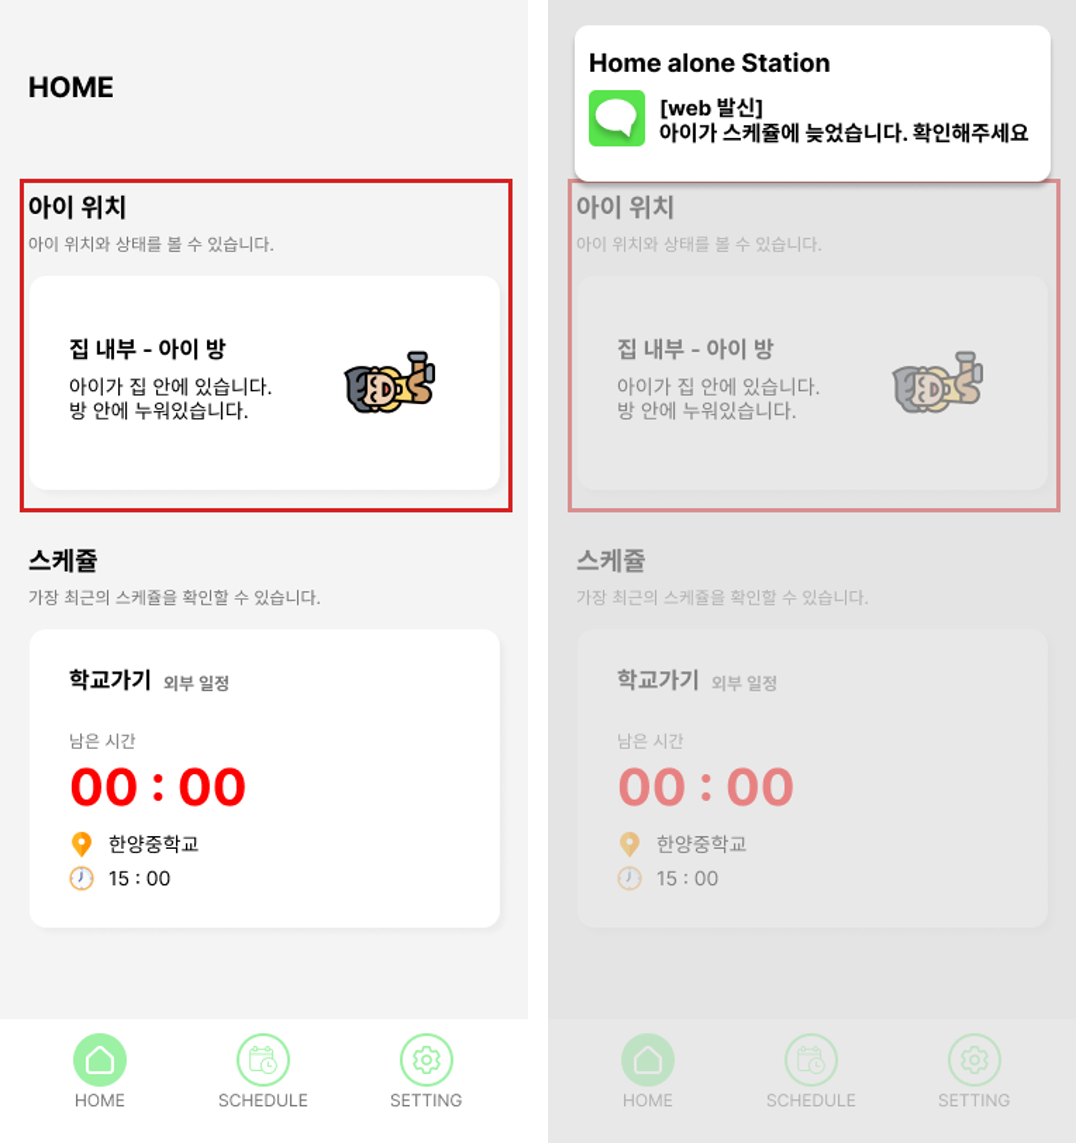 HOME
아이 위치
아이 위치와 상태를 볼 수 있습니다.
집 내부 - 아이 방
아이가 집 안에 있습니다.
방 안에 누워있습니다.
스케쥴
가장 최근의 스케쥴을 확인할 수 있습니다.
학교가기 외부 일정
남은 시간
00 : 00
한양중학교
15 : 00
HOME SCHEDULE SETTING
Home alone Station
[web 발신]
아이가 스케쥴에 늦었습니다. 확인해주세요
아이 위치
아이 위치와 상태를 볼 수 있습니다.
집 내부 - 아이 방
아이가 집 안에 있습니다.
방 안에 누워있습니다.
스케쥴
가장 최근의 스케쥴을 확인할 수 있습니다.
학교가기 외부 일정
남은 시간
00 : 00
한양중학교
15 : 00
HOME SCHEDULE SETTING